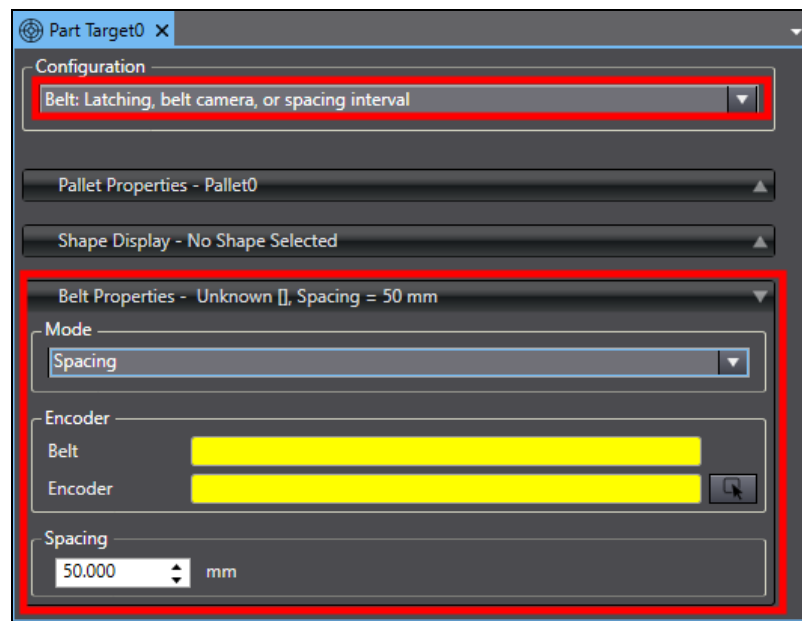 Part Target0
Configuration
Belt: Latching, belt camera, or spacing interval
Pallet Properties - Pallet0
Shape Display - No Shape Selected
Belt Properties - Unknown [], Spacing = 50 mm
Mode
Spacing
Encoder
Belt
Encoder
Spacing
50.000 mm